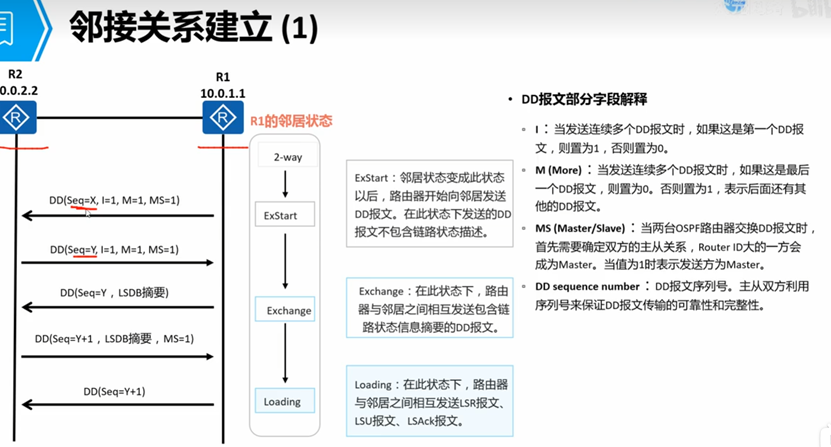 邻接关系建立 (1)
R2
0.0.2.2
R1
10.0.1.1
R
R
R1的邻居状态
2-way
DD(Seq=X, I=1, M=1, MS=1)
ExStart
DD(Seq=Y, I=1, M=1, MS=1)
DD(Seq=Y，LSDB摘要)
Exchange
DD(Seq=Y+1，LSDB摘要，MS=1)
DD(Seq=Y+1)
Loading
ExStart：邻居状态变成此状
态以后，路由器开始向邻居发送
DD报文。在此状态下发送的DD
报文不包含链路状态描述。
Exchange：在此状态下，路由器
与邻居之间相互发送包含链
路状态信息摘要的DD报文。
Loading：在此状态下，路由器
与邻居之间相互发送LSR报文、
LSU报文、LSAck报文。
• DD报文部分字段解释
▫ I：当发送连续多个DD报文时，如果这是第一个DD报
文，则置为1，否则置为0。
▫ M (More)：当发送连续多个DD报文时，如果这是最后
一个DD报文，则置为0。否则置为1，表示后面还有其
他的DD报文。
▫ MS (Master/Slave)：当两台OSPF路由器交换DD报文时，
首先需要确定双方的主从关系，Router ID大的一方会
成为Master。当值为1时表示发送方为Master。
▫ DD sequence number：DD报文序列号。主从双方利用
序列号来保证DD报文传输的可靠性和完整性。